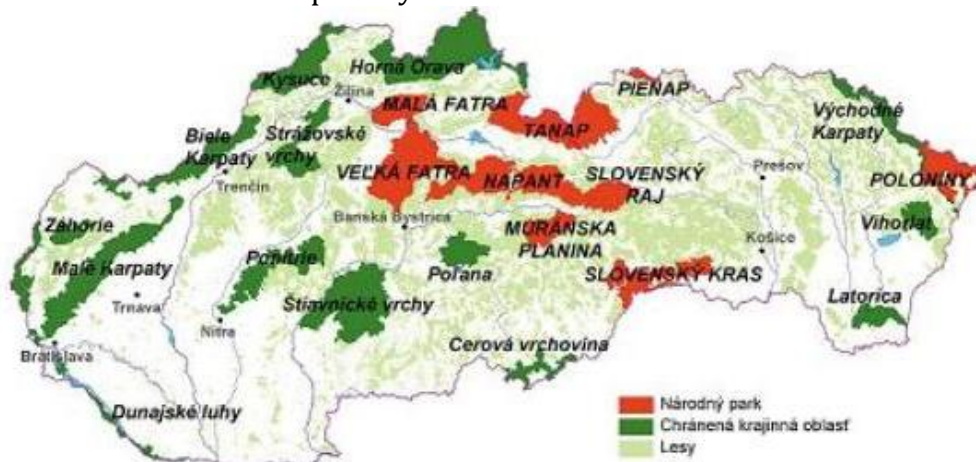 Kysuce
Horná Orava
Žilina
MALÁ FATRA
PIENAP
TANAP
Východné
Karpaty
Biele
Karpaty
Strážovské
vrchy
Trenčín
VEĽKÁ FATRA
NAPANT
SLOVENSKÝ
RAJ
Prešov
POLONINY
Záhorie
Banská Bystrica
MURÁNSKA
PLANINA
Vihorlat
Malé Karpaty
Ponitrie
Poľana
Košice
SLOVENSKÝ KRAS
Trnava
Štiavnické vrchy
Latorica
Nitra
Bratislava
Cerová vrchovina
Dunajské luhy
Národný park
Chránená krajinná oblasť
Lesy